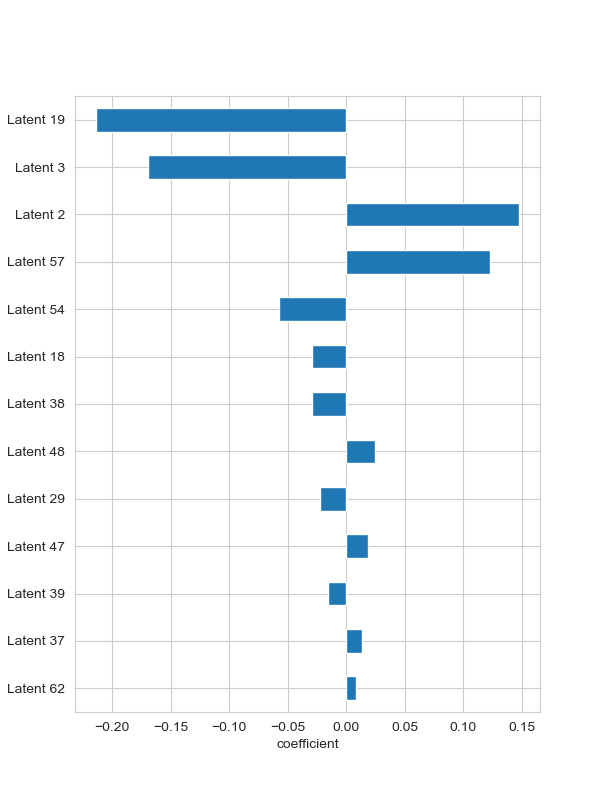 Latent 19
Latent 3
Latent 2
Latent 57
Latent 54
Latent 18
Latent 38
Latent 48
Latent 29
Latent 47
Latent 39
Latent 37
Latent 62
−0.20 −0.15 −0.10 −0.05 0.00 0.05 0.10 0.15
coefficient